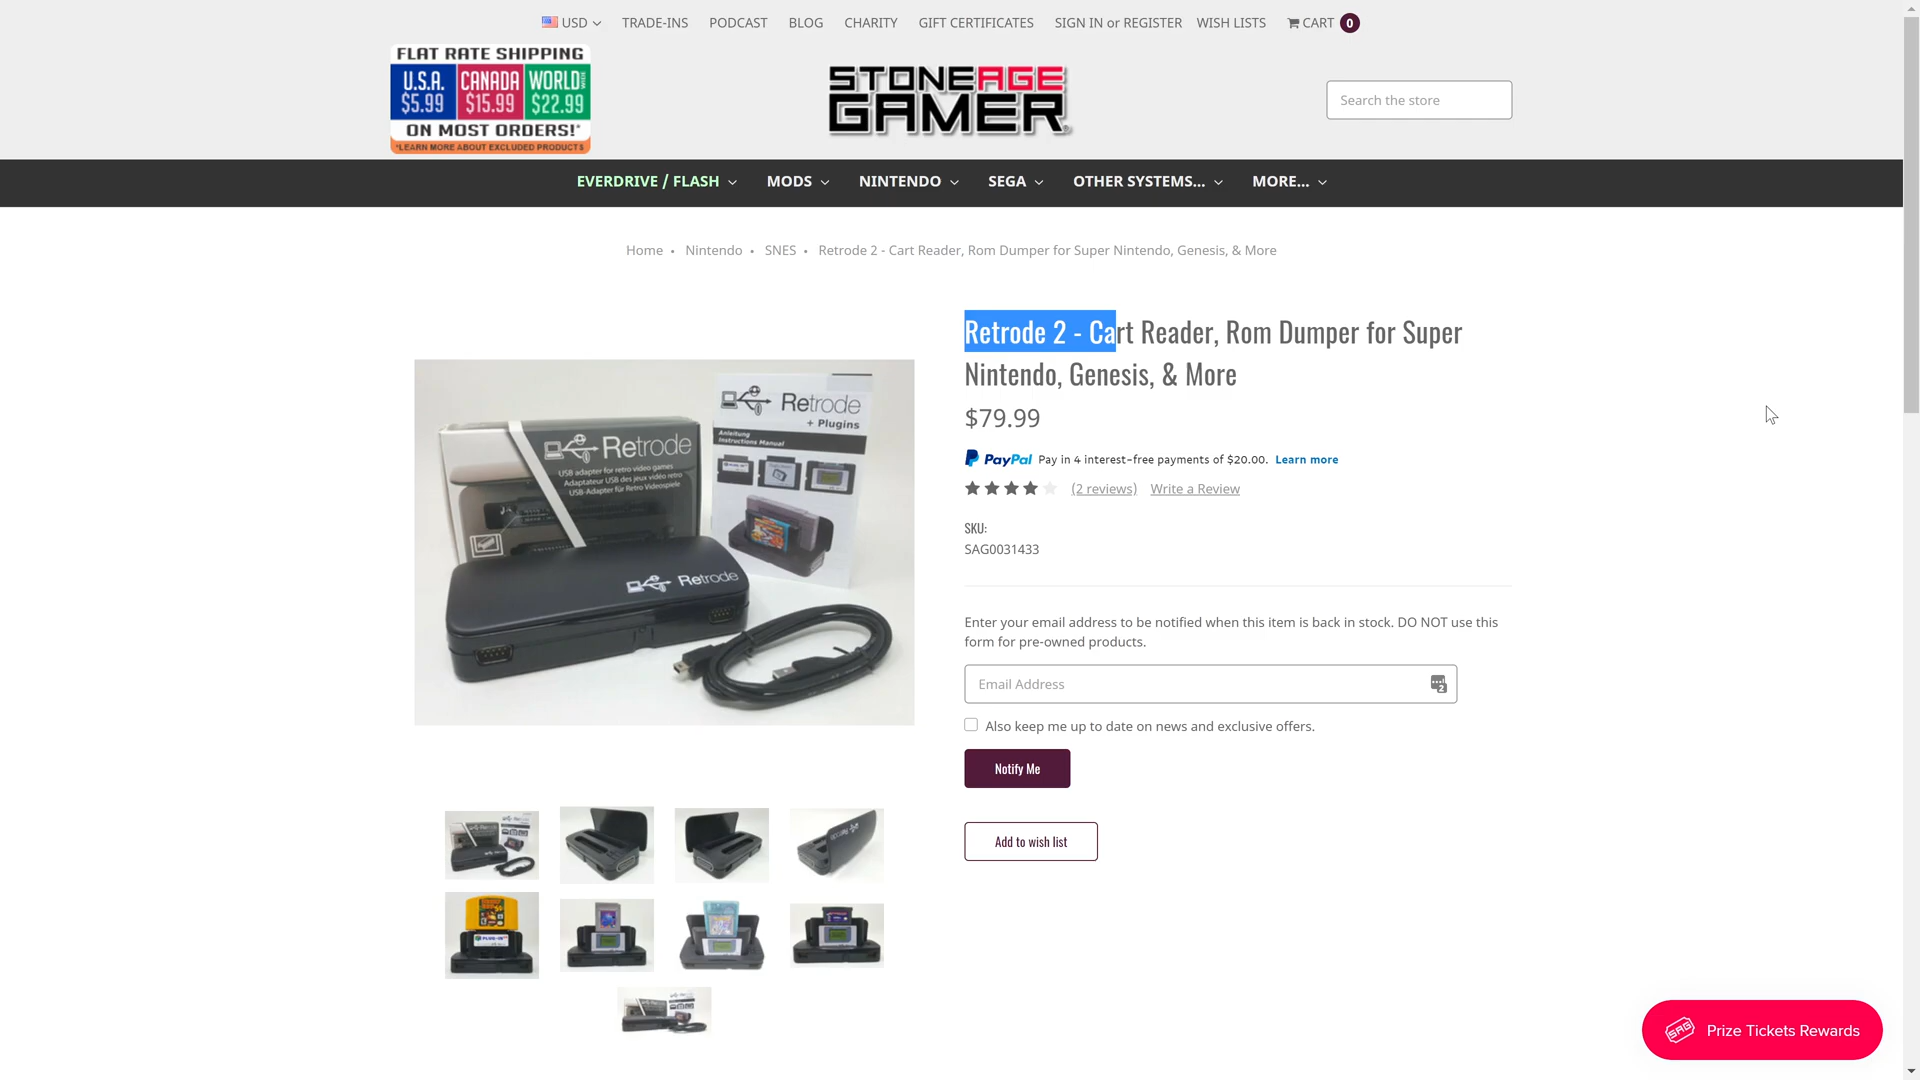 USD TRADE-INS PODCAST BLOG CHARITY GIFT CERTIFICATES SIGN IN or REGISTER WISH LISTS CART 0
FLAT RATE SHIPPING
U.S.A. CANADA WORLD WIDE
$5.99 $15.99 $22.99
ON MOST ORDERS!*
*LEARN MORE ABOUT EXCLUDED PRODUCTS
STONEAGE
GAMER
Search the store
EVERDRIVE / FLASH MODS NINTENDO SEGA OTHER SYSTEMS... MORE...
Home • Nintendo • SNES • Retrode 2 - Cart Reader, Rom Dumper for Super Nintendo, Genesis, & More
Retrode 2 - Cart Reader, Rom Dumper for Super
Nintendo, Genesis, & More
$79.99
PayPal Pay in 4 interest-free payments of $20.00. Learn more
(2 reviews) Write a Review
SKU:
SAG0031433
Enter your email address to be notified when this item is back in stock. DO NOT use this
form for pre-owned products.
Email Address
Also keep me up to date on news and exclusive offers.
Notify Me
Add to wish list
Retrode
USB adapter for retro video games
Adaptateur USB des jeux vidéo rétro
USB-Adapter für Retro Videospiele
Retrode
+ Plugins
Anleitung
Instructions Manual
Retrode
SAG Prize Tickets Rewards